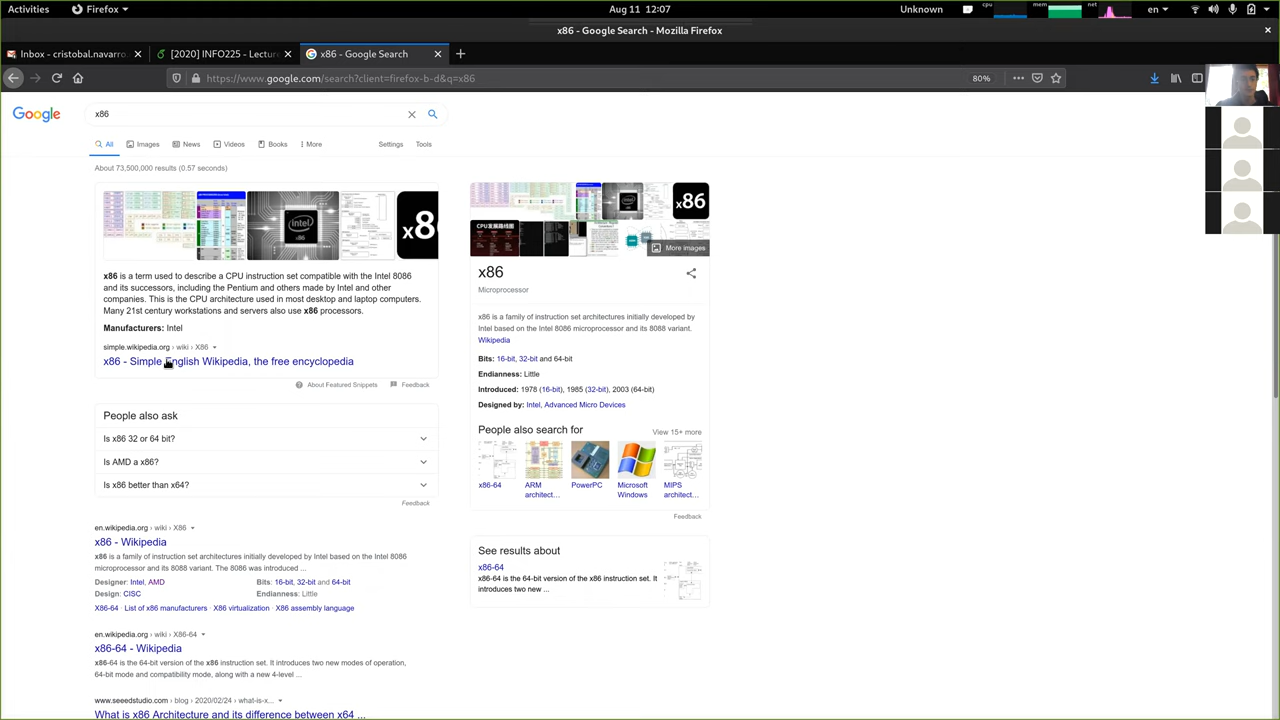 Activities
Firefox
Aug 11 12:07
Unknown
cpu
mem
net
en
x86 - Google Search - Mozilla Firefox
Inbox - cristobal.navarro.
[2020] INFO225 - Lecture
x86 - Google Search
https://www.google.com/search?client=firefox-b-d&q=x86
80%
Google
x86
All
Images
News
Videos
Books
More
Settings
Tools
About 73,500,000 results (0.57 seconds)
intel
x86
x8
x86 is a term used to describe a CPU instruction set compatible with the Intel 8086
and its successors, including the Pentium and others made by Intel and other
companies. This is the CPU architecture used in most desktop and laptop computers.
Many 21st century workstations and servers also use x86 processors.
Manufacturers: Intel
simple.wikipedia.org › wiki › X86
x86 - Simple English Wikipedia, the free encyclopedia
About Featured Snippets
Feedback
People also ask
Is x86 32 or 64 bit?
Is AMD a x86?
Is x86 better than x64?
Feedback
en.wikipedia.org › wiki › X86
x86 - Wikipedia
x86 is a family of instruction set architectures initially developed by Intel based on the Intel 8086
microprocessor and its 8088 variant. The 8086 was introduced ...
Designer: Intel, AMD
Bits: 16-bit, 32-bit and 64-bit
Design: CISC
Endianness: Little
X86-64 · List of x86 manufacturers · X86 virtualization · X86 assembly language
en.wikipedia.org › wiki › X86-64
x86-64 - Wikipedia
x86-64 is the 64-bit version of the x86 instruction set. It introduces two new modes of operation,
64-bit mode and compatibility mode, along with a new 4-level ...
www.seeedstudio.com › blog › 2020/02/24 › what-is-x...
What is x86 Architecture and its difference between x64 ...
x86
CPU发展路线图
More images
x86
Microprocessor
x86 is a family of instruction set architectures initially developed by
Intel based on the Intel 8086 microprocessor and its 8088 variant.
Wikipedia
Bits: 16-bit, 32-bit and 64-bit
Endianness: Little
Introduced: 1978 (16-bit), 1985 (32-bit), 2003 (64-bit)
Designed by: Intel, Advanced Micro Devices
People also search for
View 15+ more
x86-64
ARM
architect...
PowerPC
Microsoft
Windows
MIPS
architect...
Feedback
See results about
x86-64
x86-64 is the 64-bit version of the x86 instruction set. It
introduces two new ...